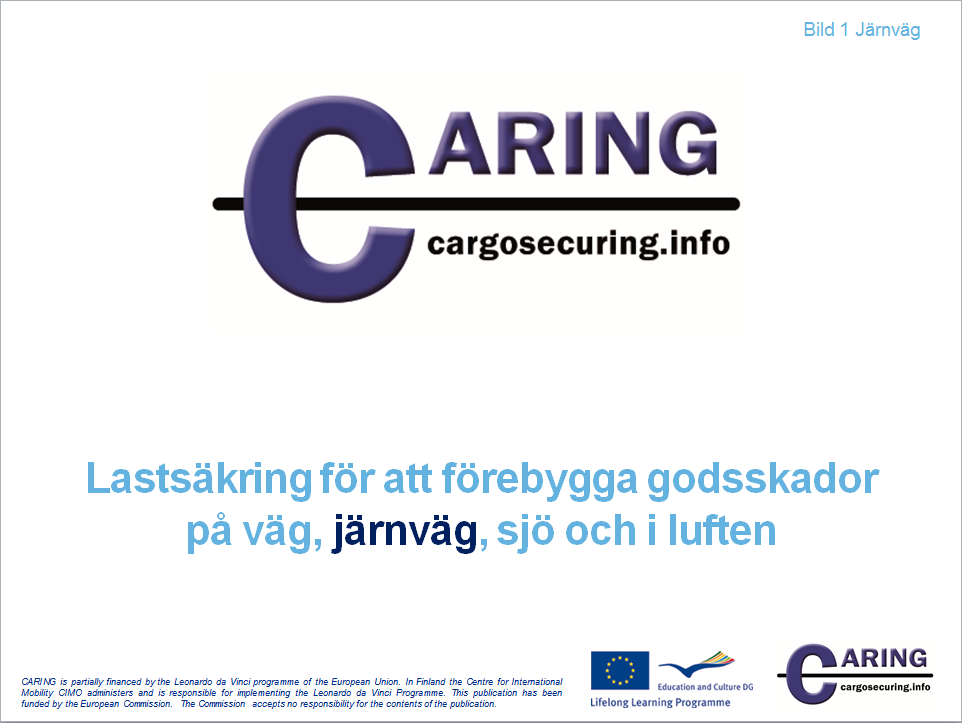 Bild 1 Järnväg
CARING
cargosecuring.info
Lastsäkring för att förebygga godsskador
på väg, järnväg, sjö och i luften
CARING is partially financed by the Leonardo da Vinci programme of the European Union. In Finland the Centre for International
Mobility CIMO administers and is responsible for implementing the Leonardo da Vinci Programme. This publication has been
funded by the European Commission. The Commission accepts no responsibility for the contents of the publication.
Education and Culture DG
Lifelong Learning Programme
CARING
cargosecuring.info